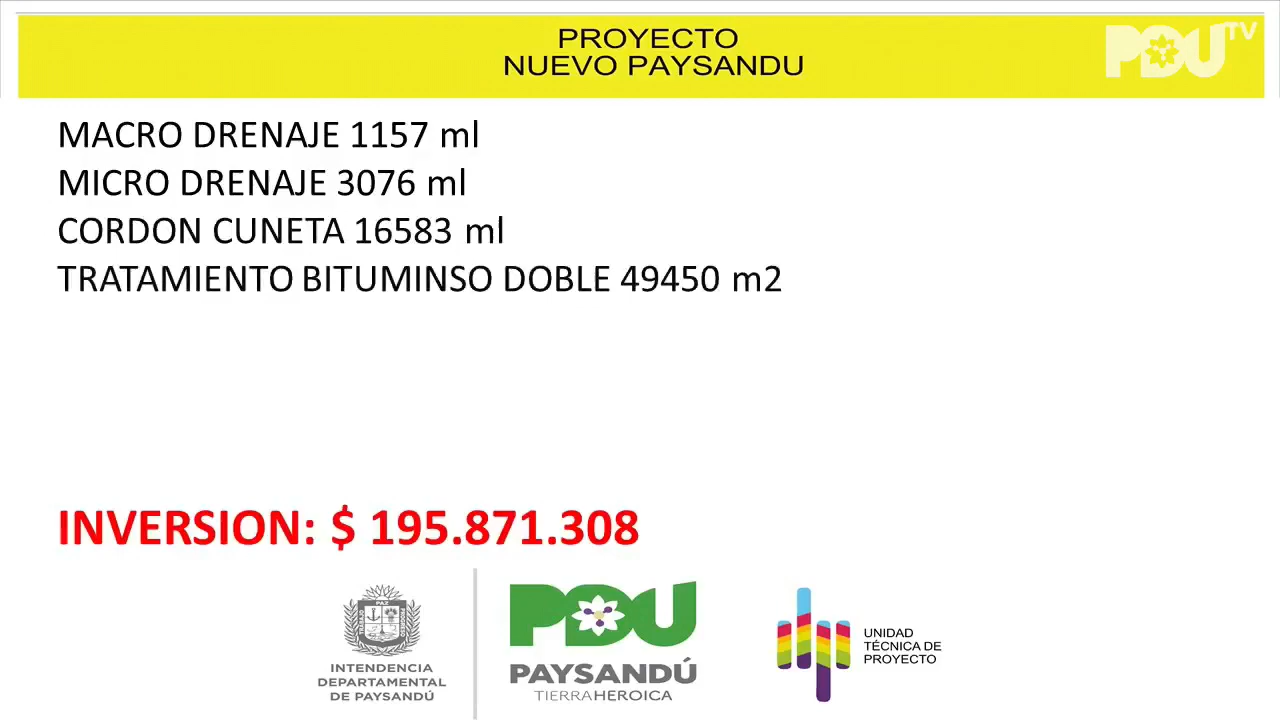 PROYECTO
NUEVO PAYSANDU
PDU TV
MACRO DRENAJE 1157 ml
MICRO DRENAJE 3076 ml
CORDON CUNETA 16583 ml
TRATAMIENTO BITUMINSO DOBLE 49450 m2
INVERSION: $ 195.871.308
PAZ
INTENDENCIA
DEPARTAMENTAL
DE PAYSANDÚ
PDU
PAYSANDÚ
TIERRAHEROICA
UNIDAD
TÉCNICA DE
PROYECTO